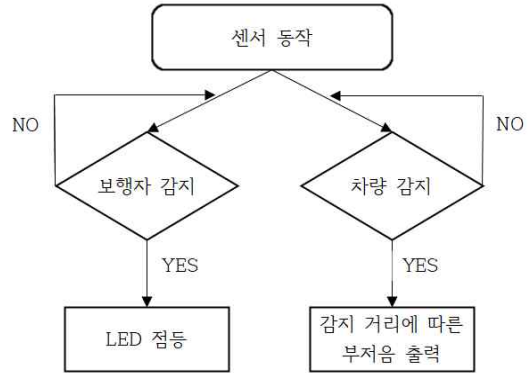 센서 동작
NO
NO
보행자 감지
차량 감지
YES
YES
LED 점등
감지 거리에 따른
부저음 출력